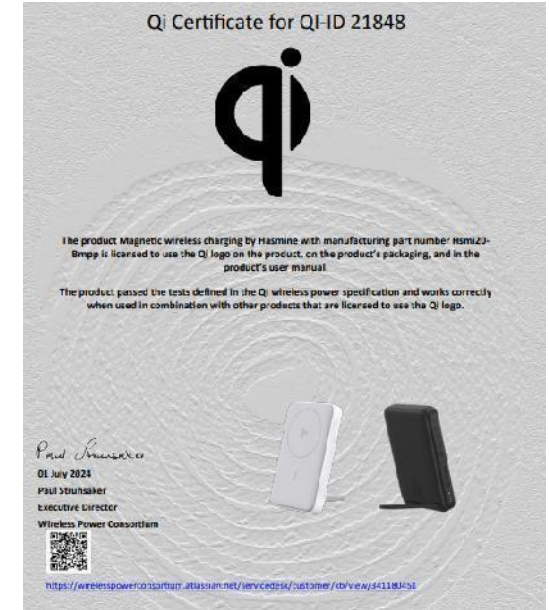 Qi Certificate for QI-ID 21848
qi
The product Magnetic wireless charging by Hasmine with manufacturing part number
Bmpp is licensed to use the Qi logo on the product, on the product's packaging, and in the
product's user manual
The product passed the tests defined in the Qi wireless power specification and works correctly
when used in combination with other products that are licensed to use the Qi logo.
01 July 2024
Paul Struhsaker
Executive Director
Wireless Power Consortium